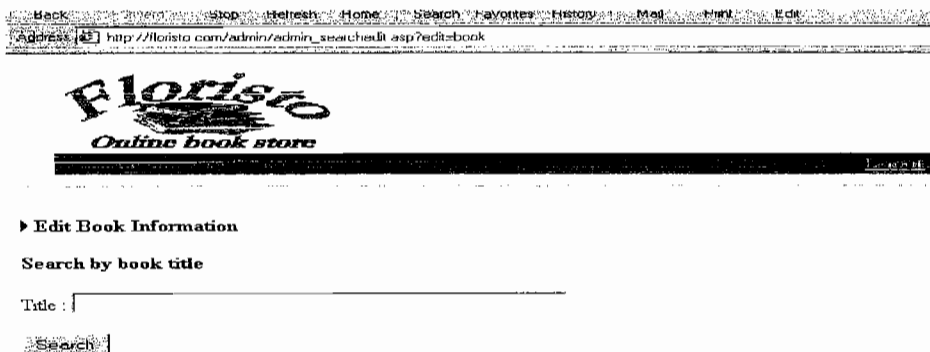 Back Stop Refresh Home Search Favorites History Mail Print Edit
Address http://floristo.com/admin/admin_searchedit.asp?edit=book
Floristo
Online book store
▶ Edit Book Information
Search by book title
Title :
Search